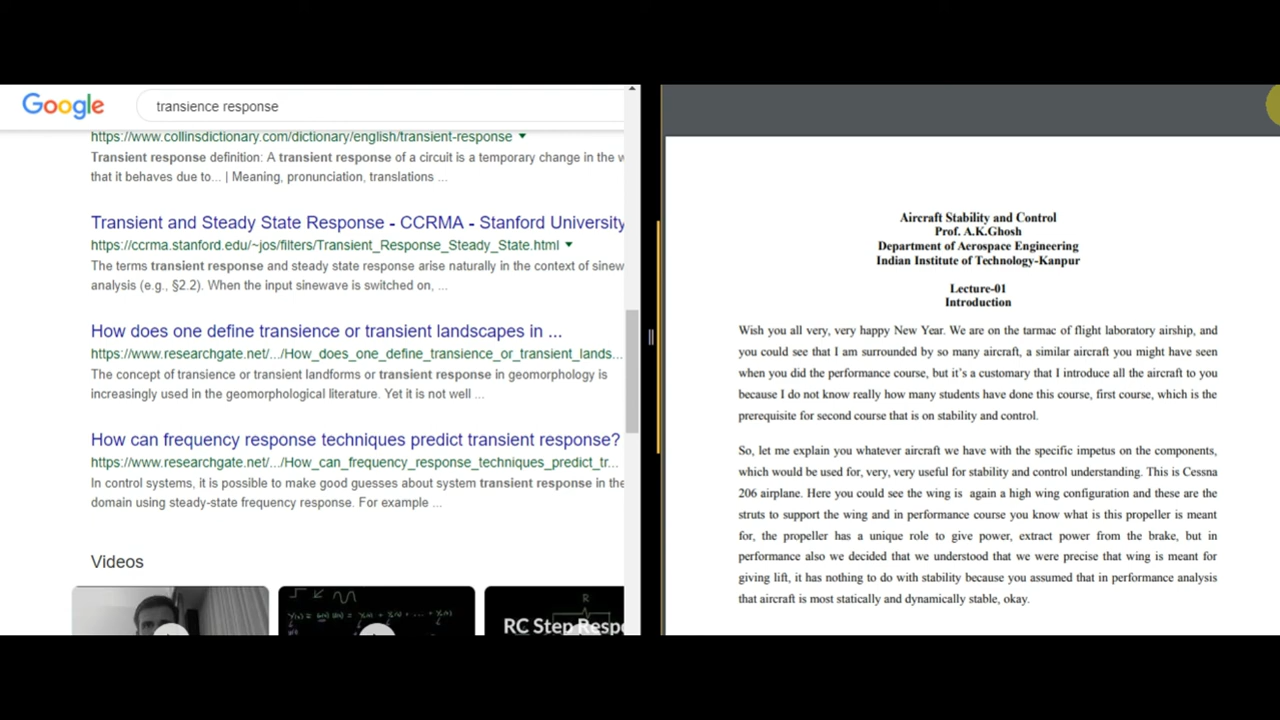 Google
transience response
https://www.collinsdictionary.com/dictionary/english/transient-response
Transient response definition: A transient response of a circuit is a temporary change in the w
that it behaves due to... | Meaning, pronunciation, translations ...
Transient and Steady State Response - CCRMA - Stanford University
https://ccrma.stanford.edu/~jos/filters/Transient_Response_Steady_State.html
The terms transient response and steady state response arise naturally in the context of sinew
analysis (e.g., §2.2). When the input sinewave is switched on, ...
How does one define transience or transient landscapes in ...
https://www.researchgate.net/.../How_does_one_define_transience_or_transient_lands...
The concept of transience or transient landforms or transient response in geomorphology is
increasingly used in the geomorphological literature. Yet it is not well ...
How can frequency response techniques predict transient response?
https://www.researchgate.net/.../How_can_frequency_response_techniques_predict_tr...
In control systems, it is possible to make good guesses about system transient response in the
domain using steady-state frequency response. For example ...
Videos
R
RC Step Respo
Aircraft Stability and Control
Prof. A.K.Ghosh
Department of Aerospace Engineering
Indian Institute of Technology-Kanpur
Lecture-01
Introduction
Wish you all very, very happy New Year. We are on the tarmac of flight laboratory airship, and
you could see that I am surrounded by so many aircraft, a similar aircraft you might have seen
when you did the performance course, but it's a customary that I introduce all the aircraft to you
because I do not know really how many students have done this course, first course, which is the
prerequisite for second course that is on stability and control.
So, let me explain you whatever aircraft we have with the specific impetus on the components,
which would be used for, very, very useful for stability and control understanding. This is Cessna
206 airplane. Here you could see the wing is again a high wing configuration and these are the
struts to support the wing and in performance course you know what is this propeller is meant
for, the propeller has a unique role to give power, extract power from the brake, but in
performance also we decided that we understood that we were precise that wing is meant for
giving lift, it has nothing to do with stability because you assumed that in performance analysis
that aircraft is most statically and dynamically stable, okay.